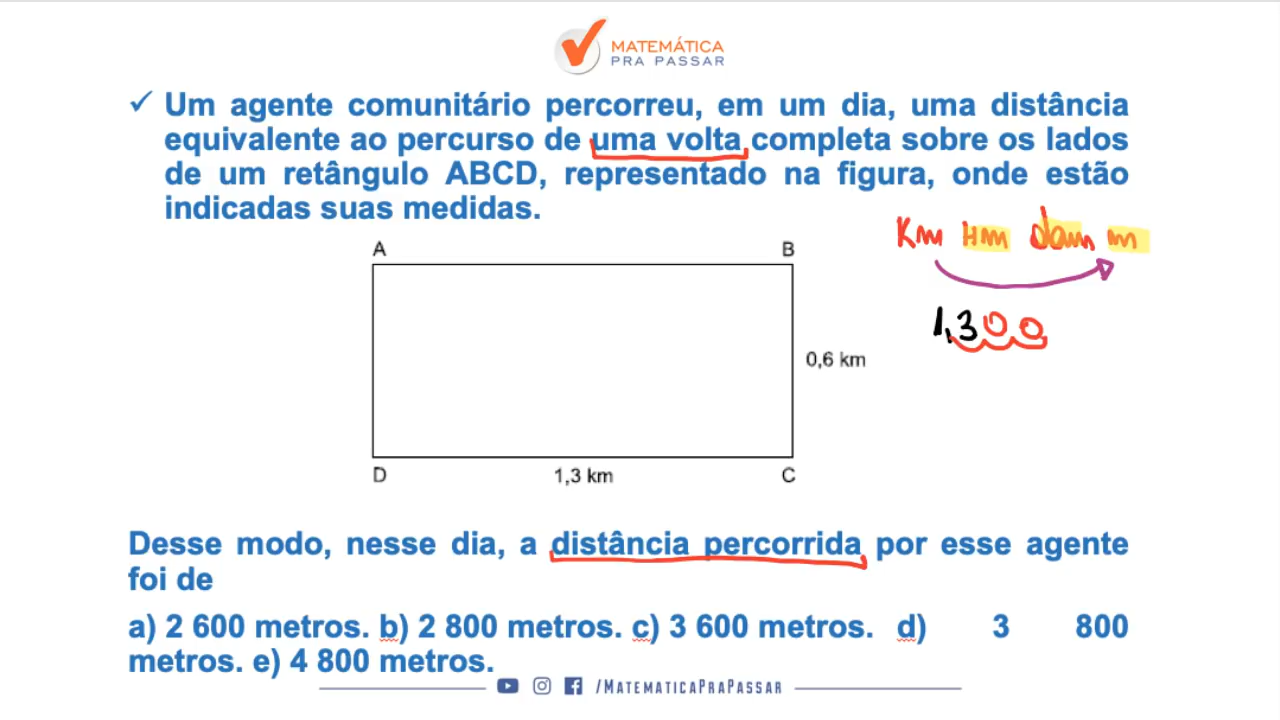 MATEMÁTICA
PRA PASSAR
✓ Um agente comunitário percorreu, em um dia, uma distância
equivalente ao percurso de uma volta completa sobre os lados
de um retângulo ABCD, representado na figura, onde estão
indicadas suas medidas.
Km Hm dam m
A B
1,300
0,6 km
D 1,3 km C
Desse modo, nesse dia, a distância percorrida por esse agente
foi de
a) 2 600 metros. b) 2 800 metros. c) 3 600 metros. d) 3 800
metros. e) 4 800 metros.
/MatematicaPraPassar